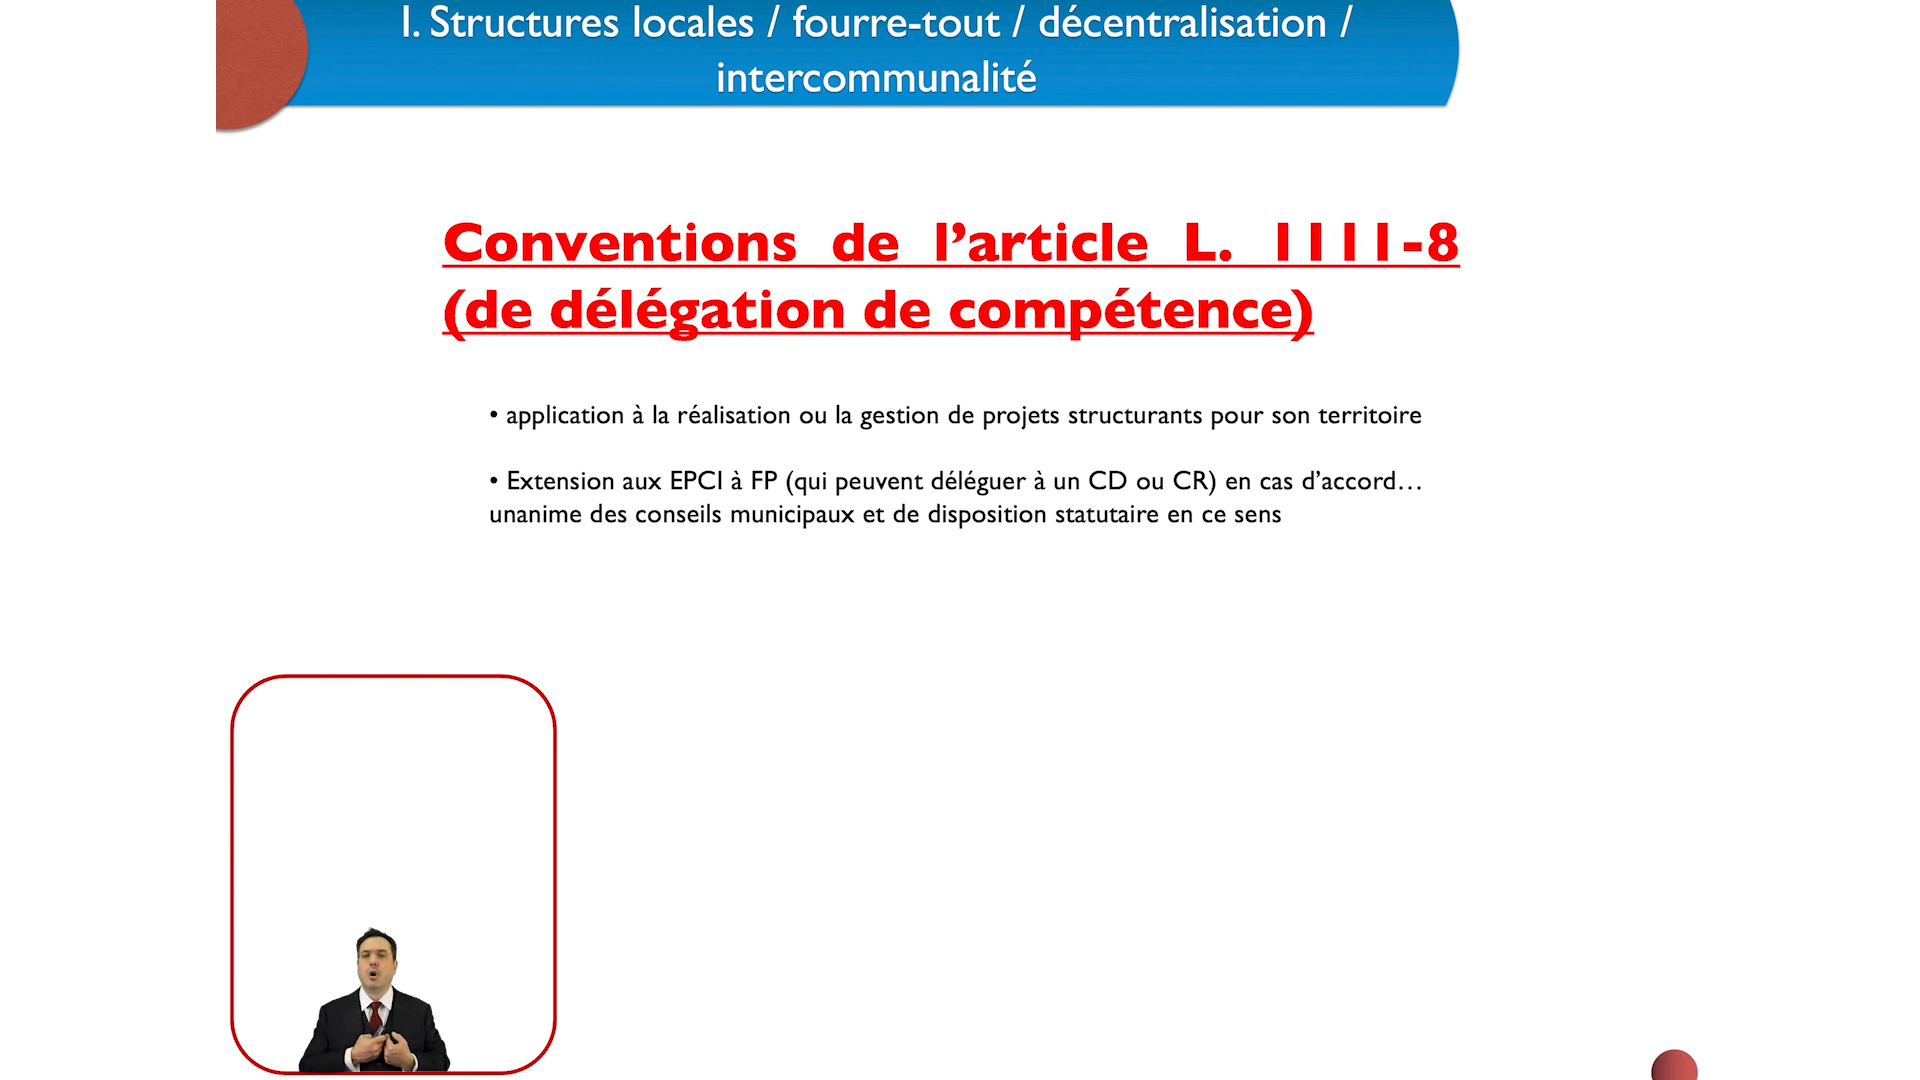 I. Structures locales / fourre-tout / décentralisation /
intercommunalité
Conventions de l’article L. 1111-8
(de délégation de compétence)
• application à la réalisation ou la gestion de projets structurants pour son territoire
• Extension aux EPCI à FP (qui peuvent déléguer à un CD ou CR) en cas d’accord…
unanime des conseils municipaux et de disposition statutaire en ce sens